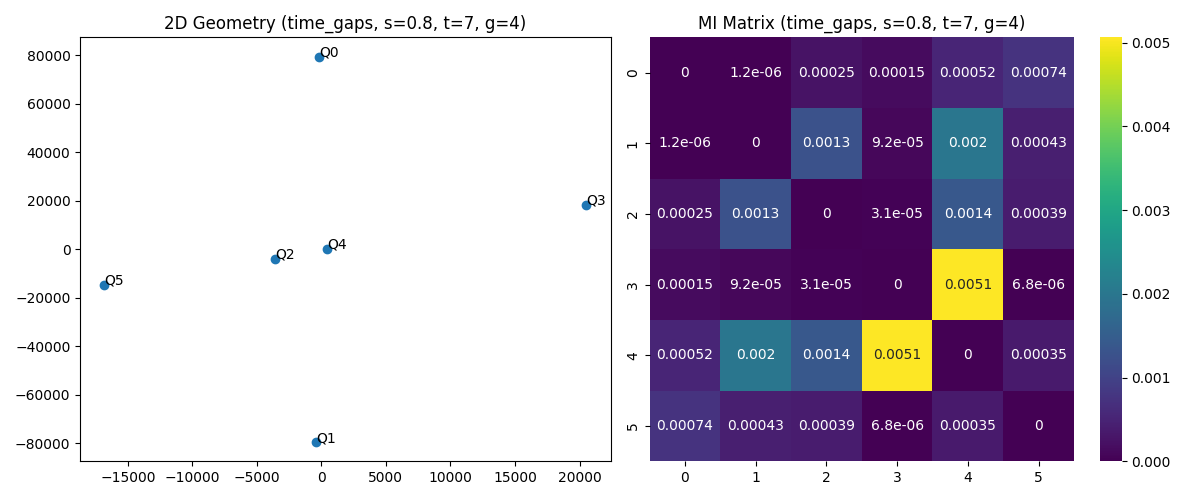 2D Geometry (time_gaps, s=0.8, t=7, g=4)
80000
60000
40000
20000
0
−20000
−40000
−60000
−80000
−15000 −10000 −5000 0 5000 10000 15000 20000
Q0
Q3
Q4
Q2
Q5
Q1
MI Matrix (time_gaps, s=0.8, t=7, g=4)
0 0 1.2e-06 0.00025 0.00015 0.00052 0.00074
1 1.2e-06 0 0.0013 9.2e-05 0.002 0.00043
2 0.00025 0.0013 0 3.1e-05 0.0014 0.00039
3 0.00015 9.2e-05 3.1e-05 0 0.0051 6.8e-06
4 0.00052 0.002 0.0014 0.0051 0 0.00035
5 0.00074 0.00043 0.00039 6.8e-06 0.00035 0
0 1 2 3 4 5
0.005
0.004
0.003
0.002
0.001
0.000